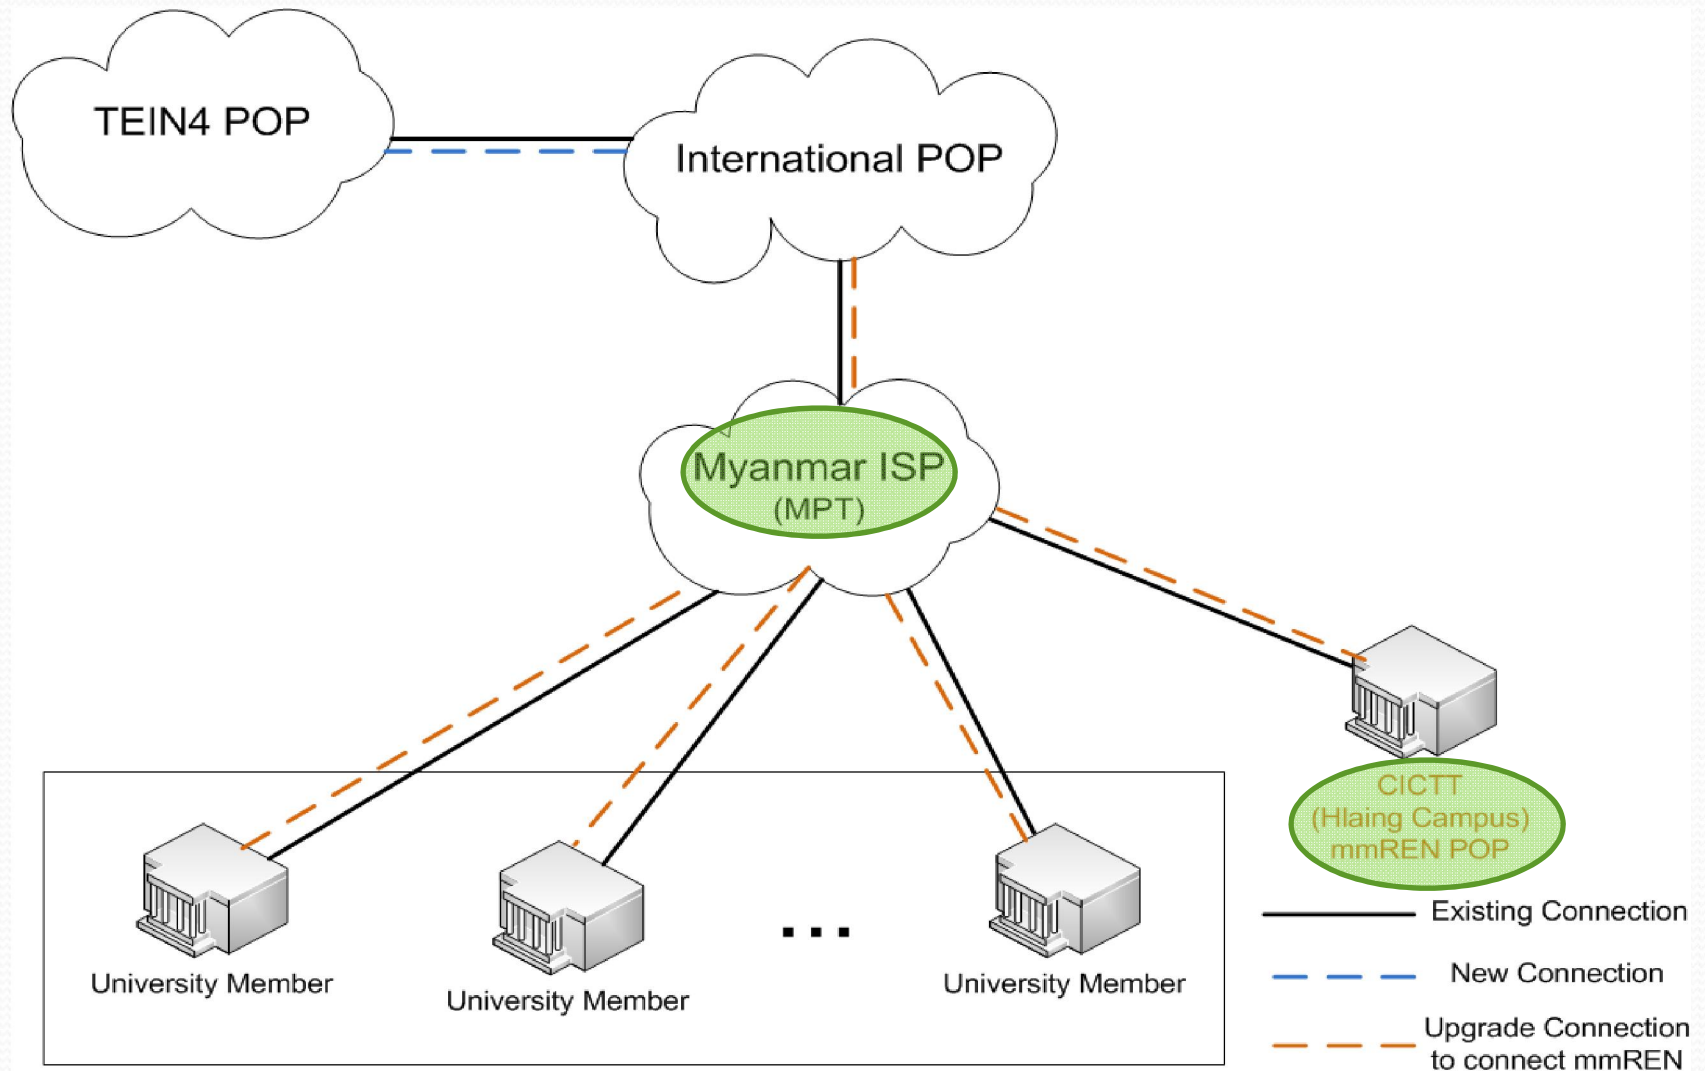 TEIN4 POP
International POP
Myanmar ISP
(MPT)
CICTT
(Hlaing Campus)
mmREN POP
...
University Member
University Member
University Member
Existing Connection
New Connection
Upgrade Connection
to connect mmREN